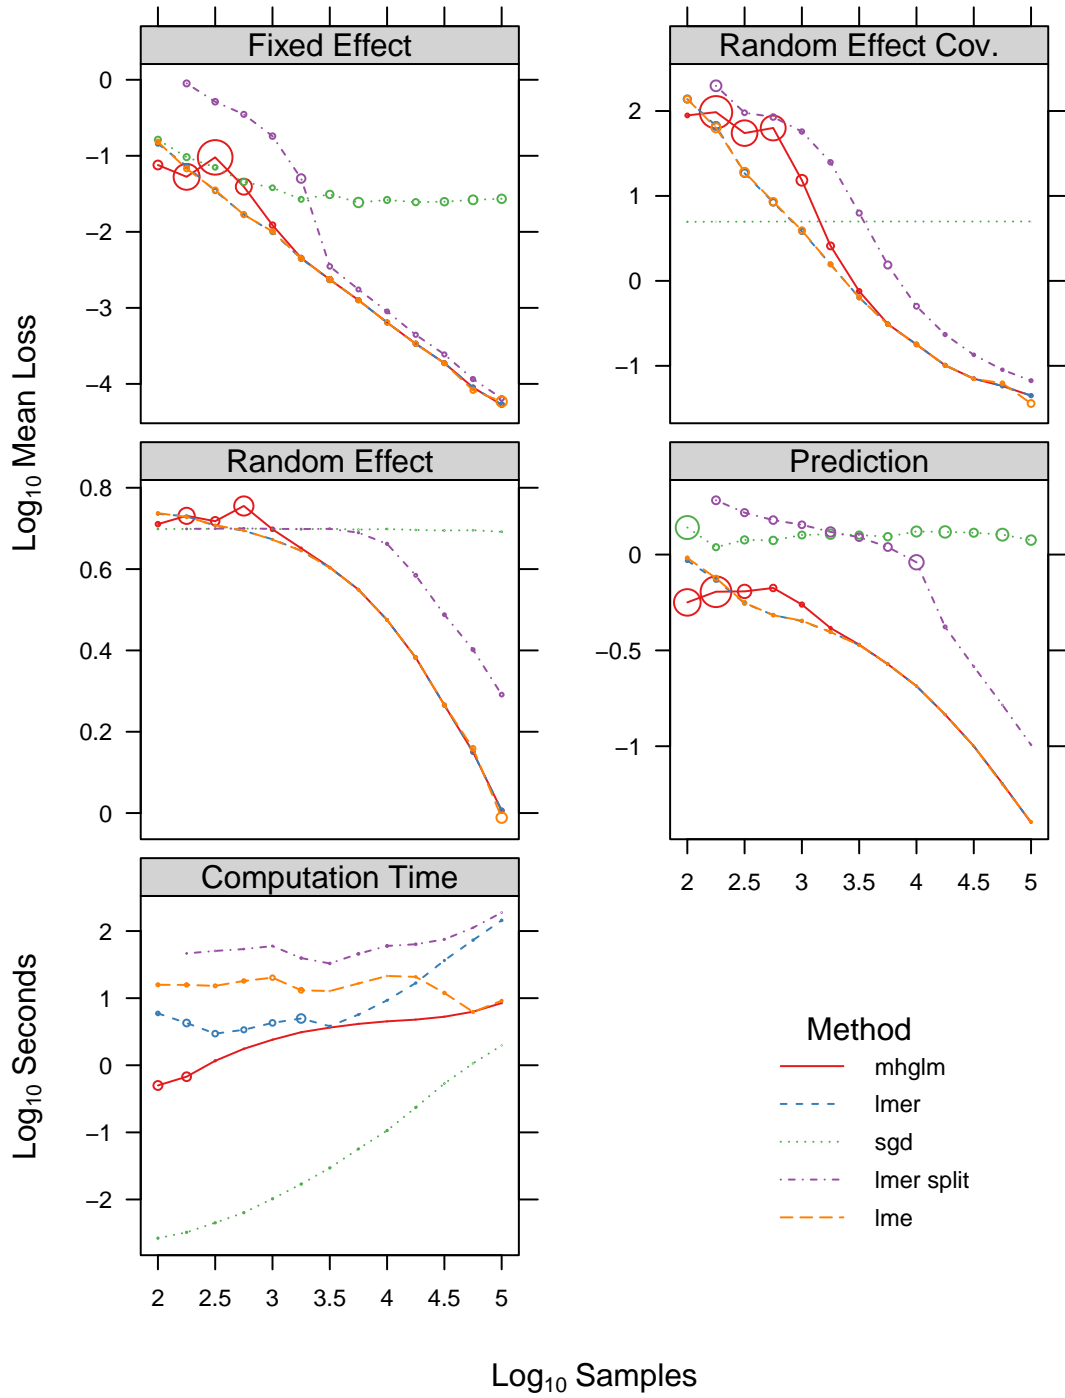 Fixed Effect
Random Effect Cov.
0
−1
−2
−3
−4
2
1
0
−1
Log10 Mean Loss
Random Effect
Prediction
0.8
0.6
0.4
0.2
0
0
−0.5
−1
2 2.5 3 3.5 4 4.5 5
Computation Time
2
1
0
−1
−2
Log10 Seconds
2 2.5 3 3.5 4 4.5 5
Method
mhglm
lmer
sgd
lmer split
lme
Log10 Samples